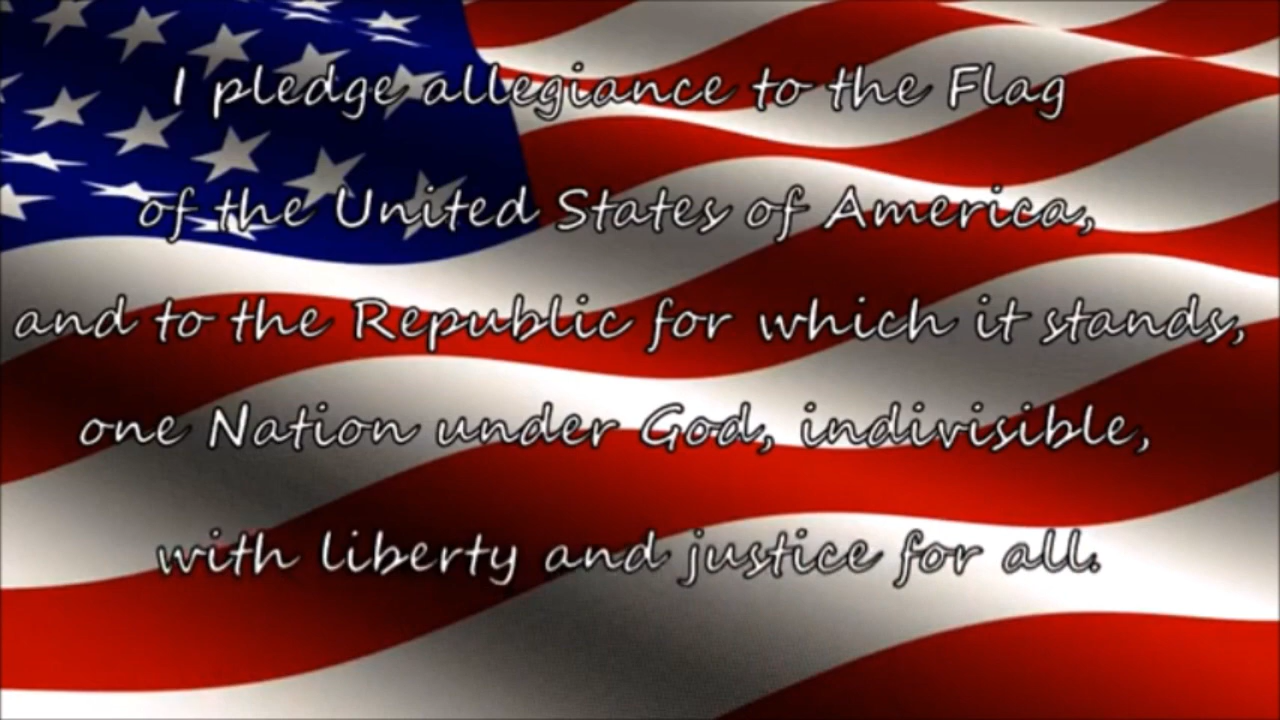 I pledge allegiance to the Flag
of the United States of America,
and to the Republic for which it stands,
one Nation under God, indivisible,
with liberty and justice for all.